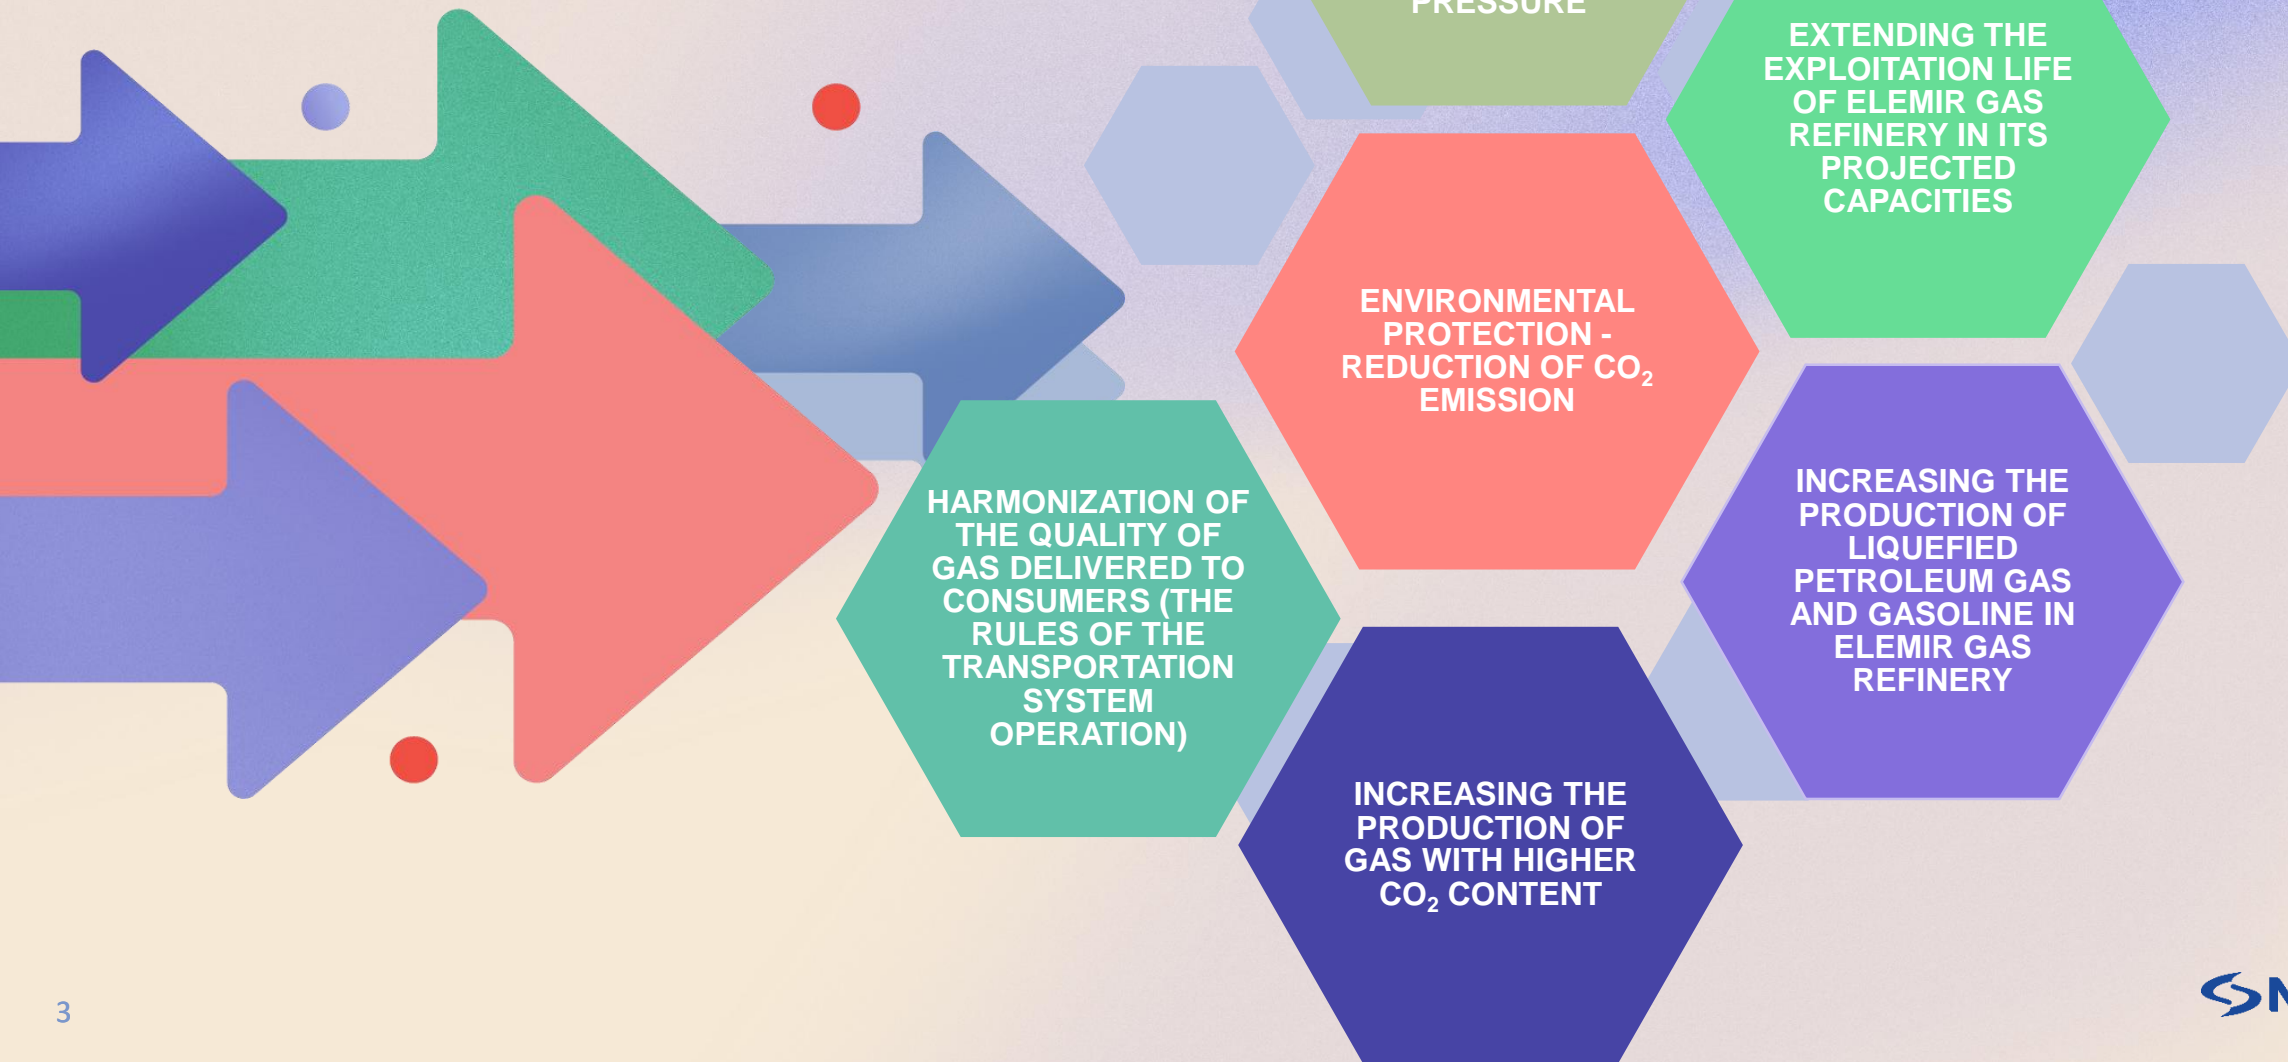 PRESSURE
EXTENDING THE
EXPLOITATION LIFE
OF ELEMIR GAS
REFINERY IN ITS
PROJECTED
CAPACITIES
ENVIRONMENTAL
PROTECTION -
REDUCTION OF CO₂
EMISSION
HARMONIZATION OF
THE QUALITY OF
GAS DELIVERED TO
CONSUMERS (THE
RULES OF THE
TRANSPORTATION
SYSTEM
OPERATION)
INCREASING THE
PRODUCTION OF
LIQUEFIED
PETROLEUM GAS
AND GASOLINE IN
ELEMIR GAS
REFINERY
INCREASING THE
PRODUCTION OF
GAS WITH HIGHER
CO₂ CONTENT
3